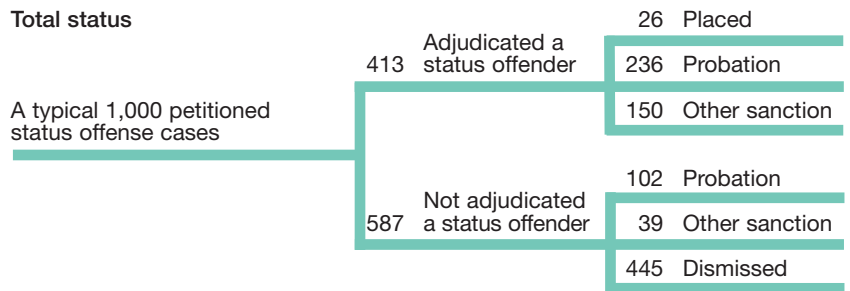 Total status
A typical 1,000 petitioned
status offense cases
413 Adjudicated a
status offender
26 Placed
236 Probation
150 Other sanction
587 Not adjudicated
a status offender
102 Probation
39 Other sanction
445 Dismissed